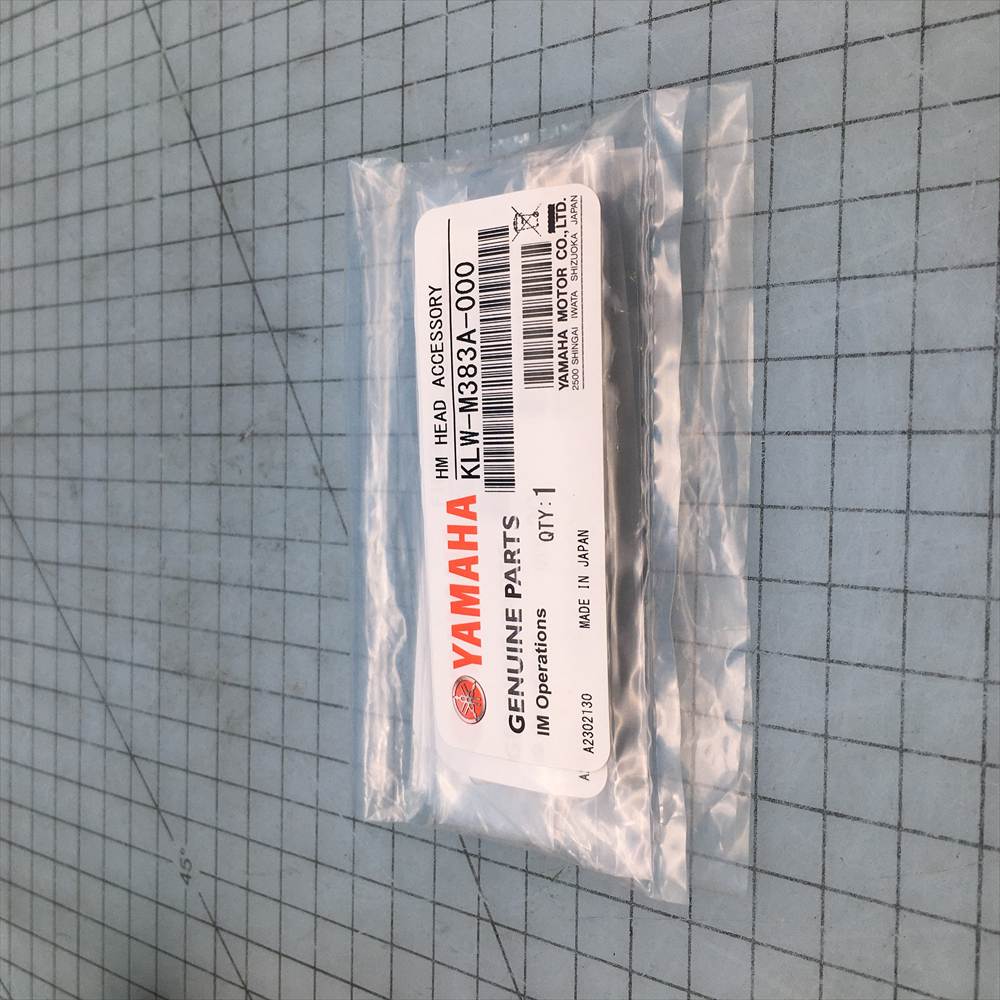 YAMAHA
HM HEAD ACCESSORY
KLW-M383A-000
GENUINE PARTS
IM Operations
QTY:1
YAMAHA MOTOR CO.,LTD.
2500 SHINGAI IWATA SHIZUOKA JAPAN
A2302130
MADE IN JAPAN
A
45°